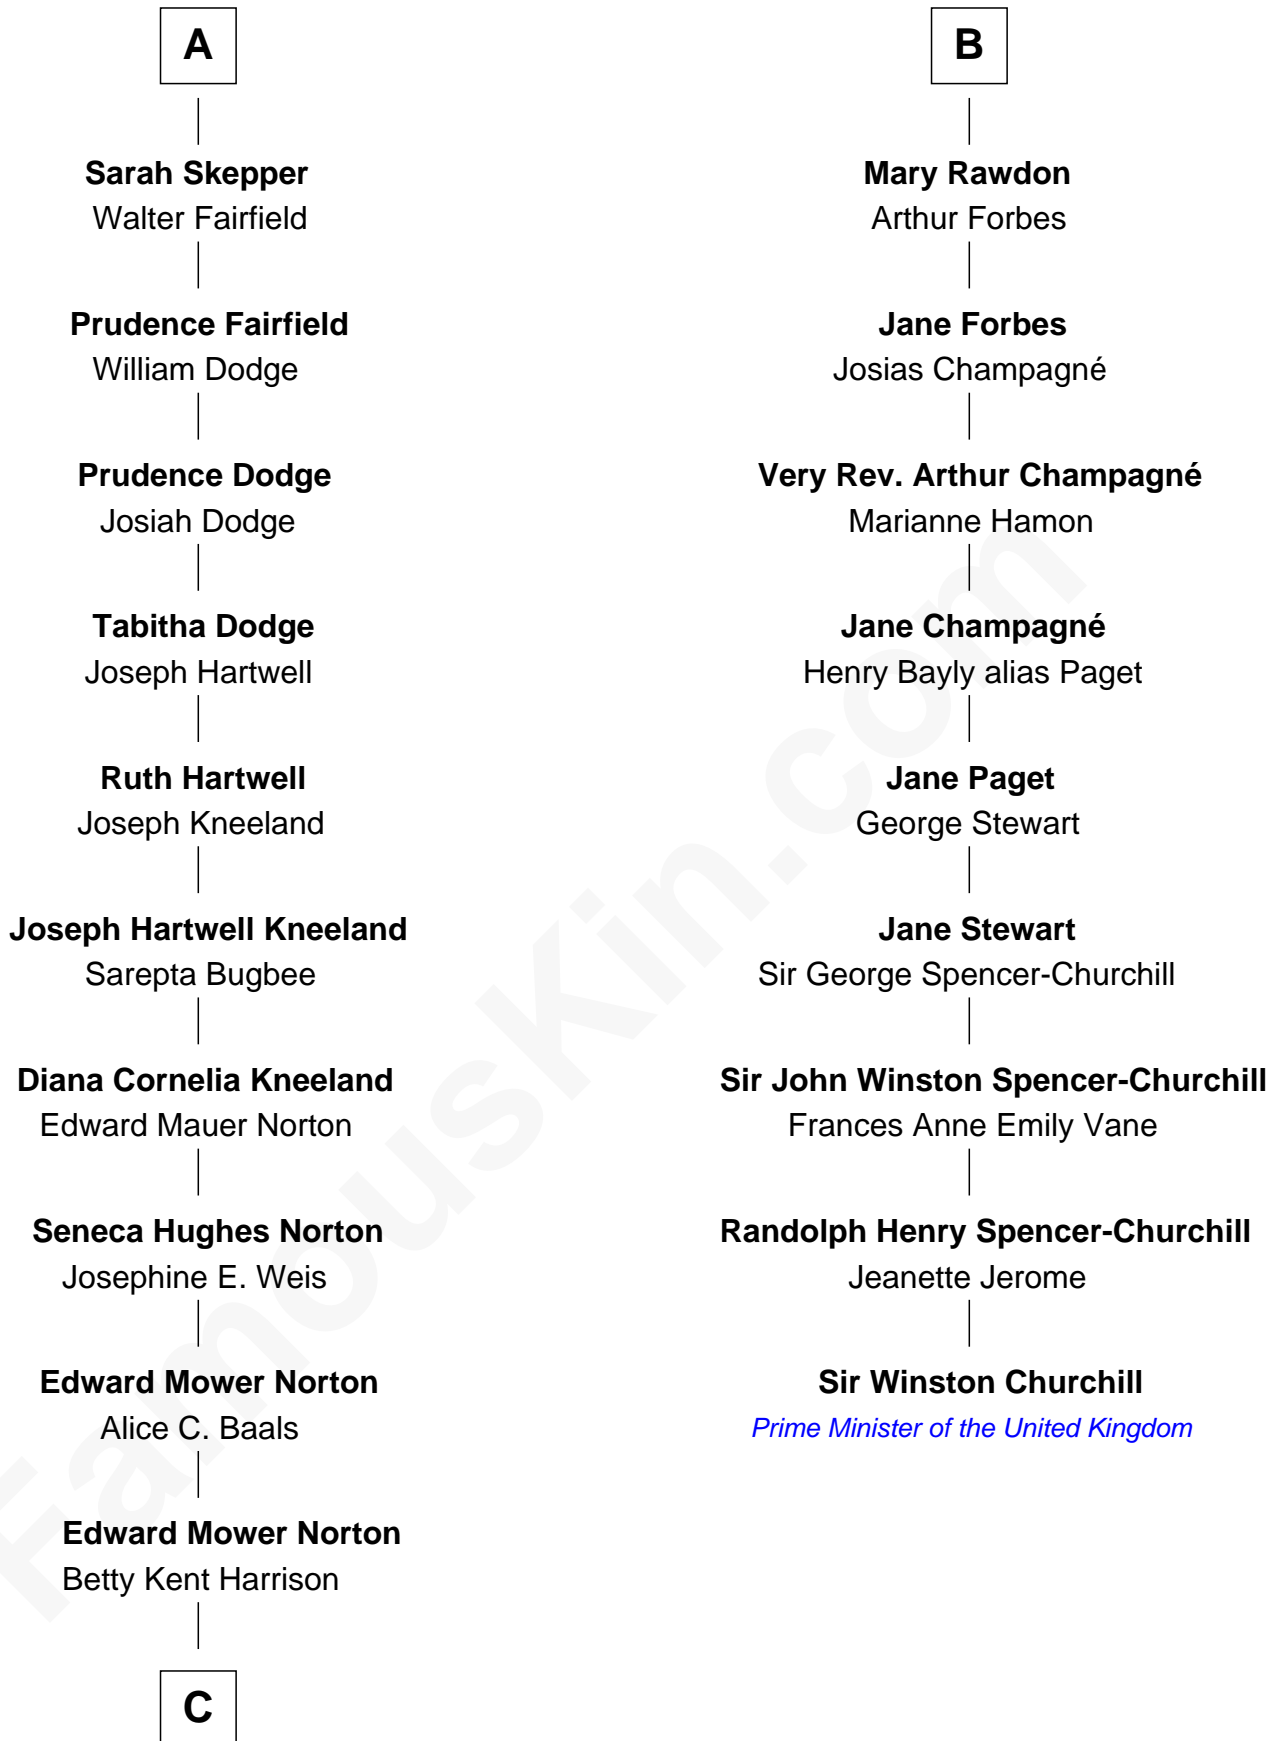 A
Sarah Skepper
Walter Fairfield
Prudence Fairfield
William Dodge
Prudence Dodge
Josiah Dodge
Tabitha Dodge
Joseph Hartwell
Ruth Hartwell
Joseph Kneeland
Joseph Hartwell Kneeland
Sarepta Bugbee
Diana Cornelia Kneeland
Edward Mauer Norton
Seneca Hughes Norton
Josephine E. Weis
Edward Mower Norton
Alice C. Baals
Edward Mower Norton
Betty Kent Harrison
C
B
Mary Rawdon
Arthur Forbes
Jane Forbes
Josias Champagné
Very Rev. Arthur Champagné
Marianne Hamon
Jane Champagné
Henry Bayly alias Paget
Jane Paget
George Stewart
Jane Stewart
Sir George Spencer-Churchill
Sir John Winston Spencer-Churchill
Frances Anne Emily Vane
Randolph Henry Spencer-Churchill
Jeanette Jerome
Sir Winston Churchill
Prime Minister of the United Kingdom
FamousKin.com